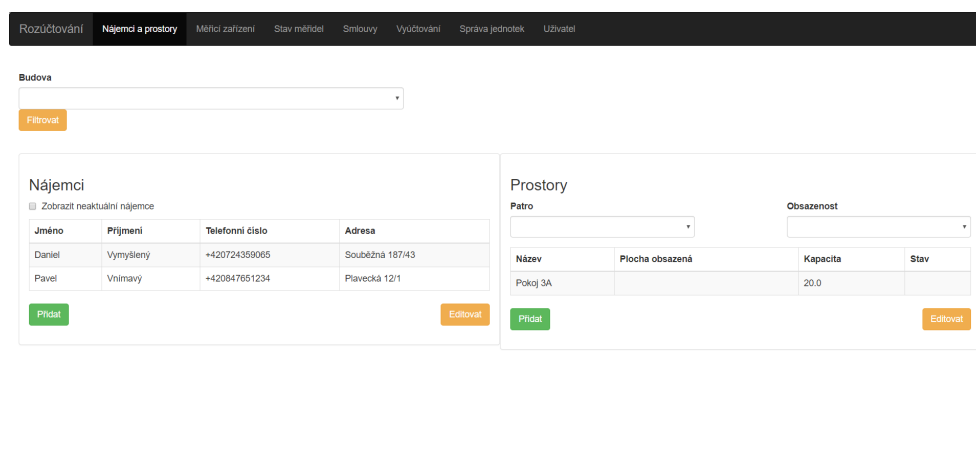 Rozúčtování Nájemci a prostory Měřicí zařízení Stav měřidel Smlouvy Vyúčtování Správa jednotek Uživatel
Budova
Filtrovat
Nájemci
Zobrazit neaktuální nájemce
Jméno Příjmení Telefonní číslo Adresa
Daniel Vymyšlený +420724359065 Souběžná 187/43
Pavel Vnímavý +420847651234 Plavecká 12/1
Přidat Editovat
Prostory
Patro Obsazenost
Název Plocha obsazená Kapacita Stav
Pokoj 3A 20.0
Přidat Editovat